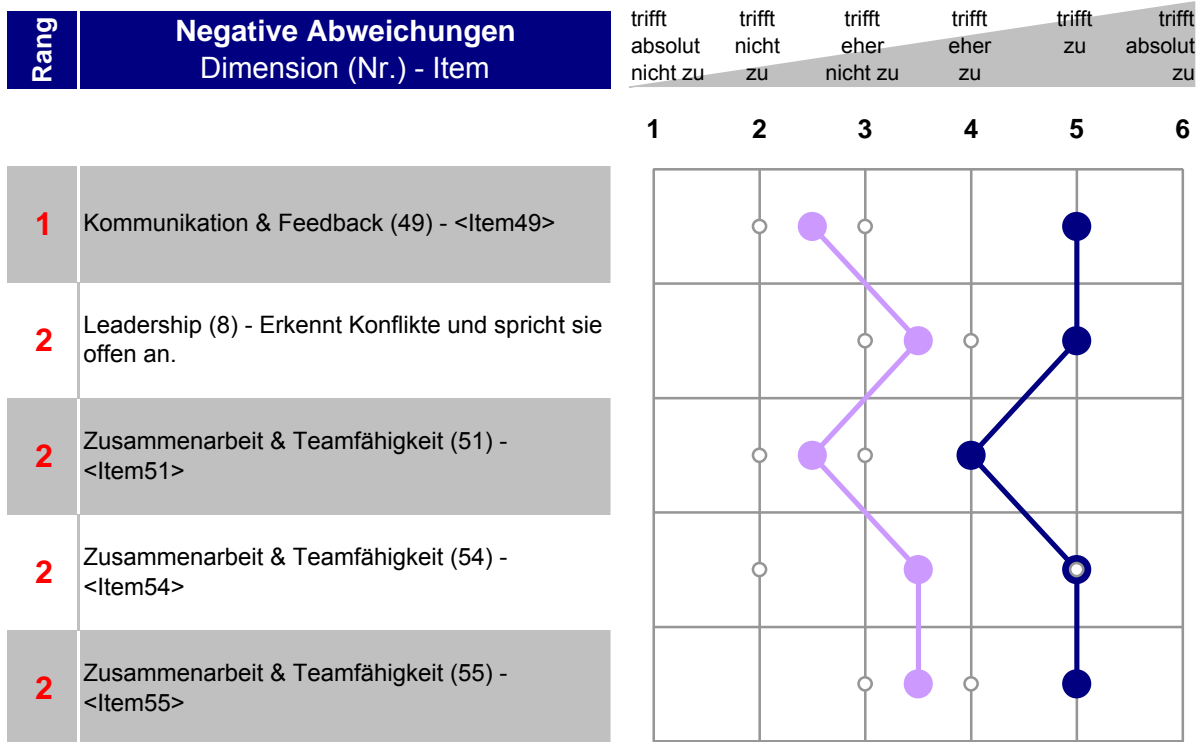 Rang
Negative Abweichungen
Dimension (Nr.) - Item
trifft
absolut
nicht zu
trifft
nicht
zu
trifft
eher
nicht zu
trifft
eher
zu
trifft
zu
trifft
absolut
zu
1 2 3 4 5 6
1
Kommunikation & Feedback (49) - <Item49>
2
Leadership (8) - Erkennt Konflikte und spricht sie
offen an.
2
Zusammenarbeit & Teamfähigkeit (51) -
<Item51>
2
Zusammenarbeit & Teamfähigkeit (54) -
<Item54>
2
Zusammenarbeit & Teamfähigkeit (55) -
<Item55>